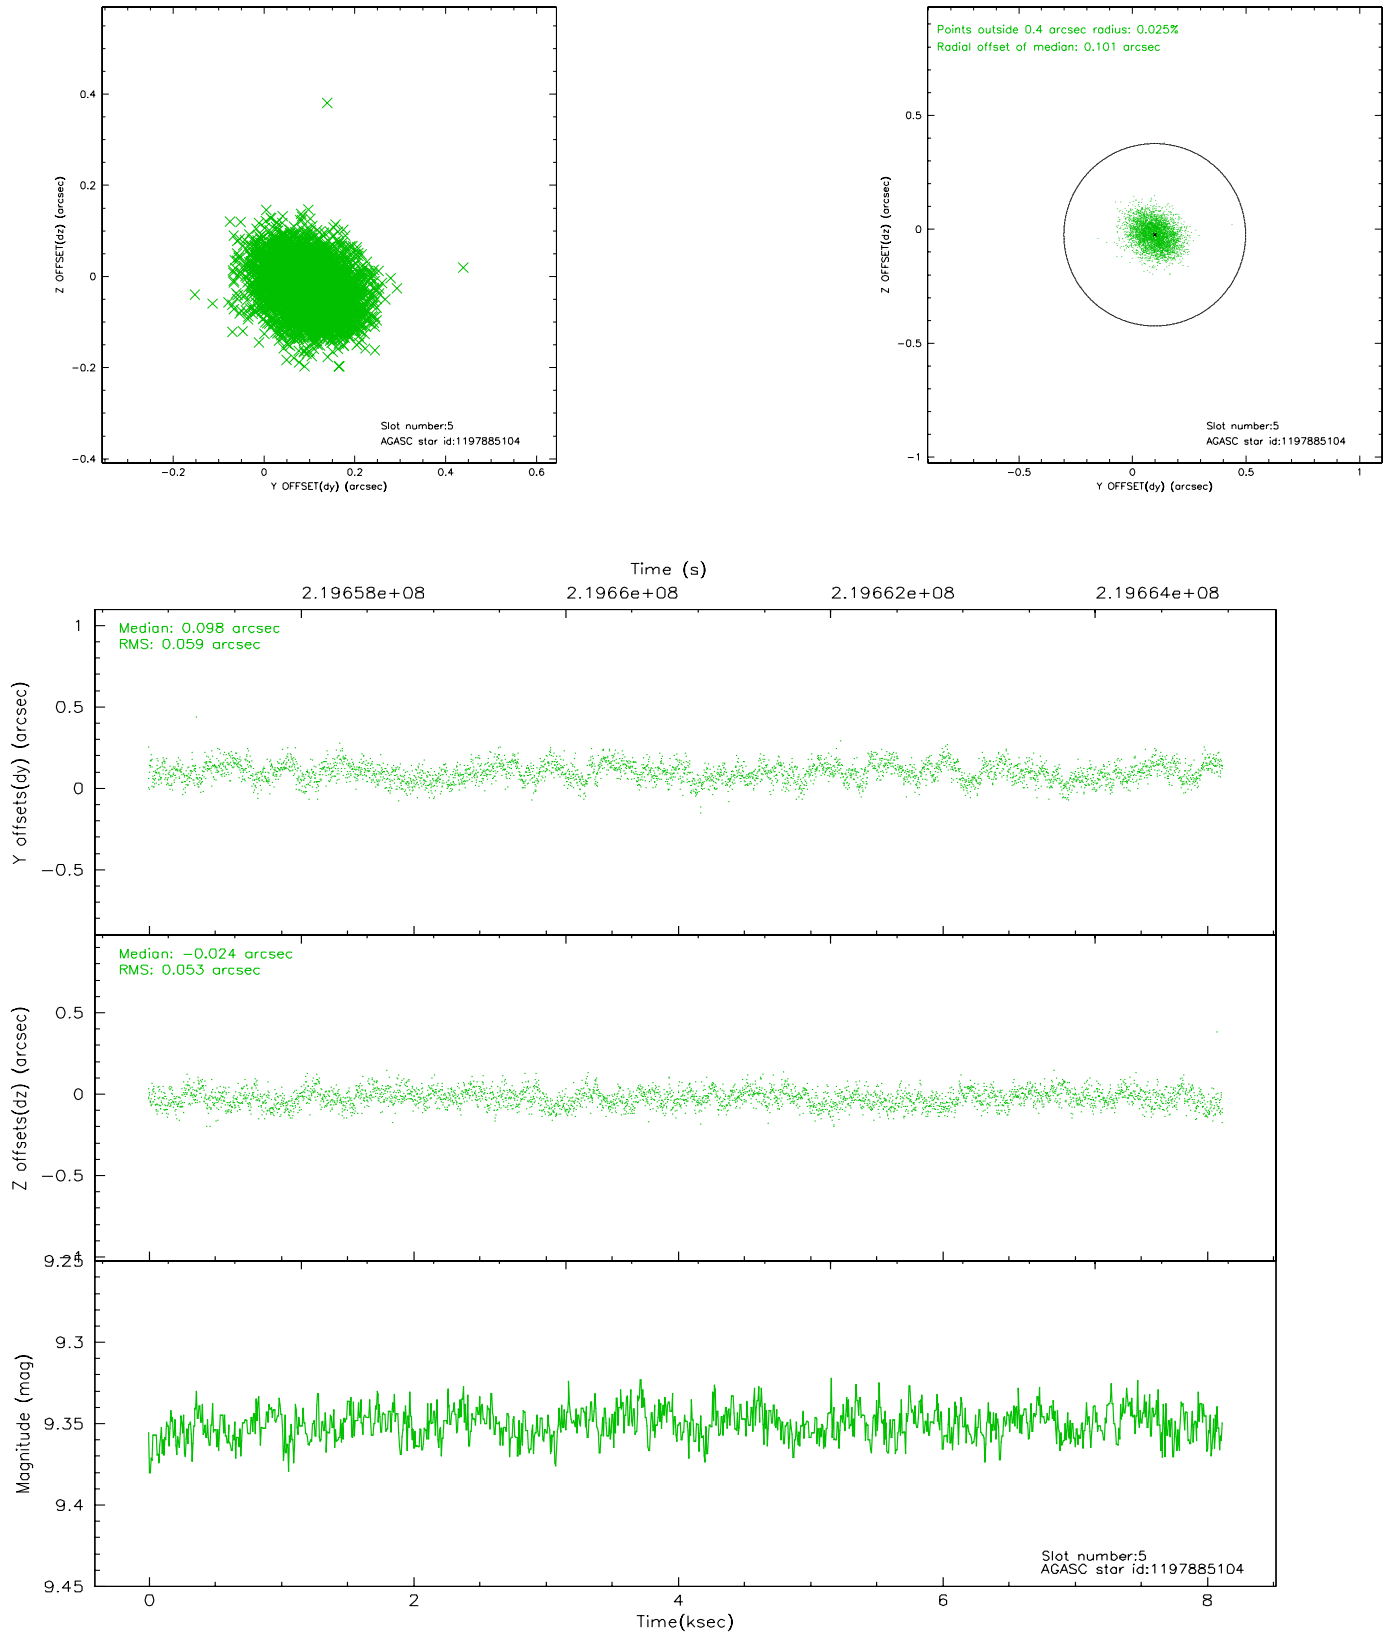 0.4
0.2
0
−0.2
−0.4
Z OFFSET(dz) (arcsec)
−0.2 0 0.2 0.4 0.6
Y OFFSET(dy) (arcsec)
Slot number:5
AGASC star id:1197885104
Points outside 0.4 arcsec radius: 0.025%
Radial offset of median: 0.101 arcsec
0.5
0
−0.5
−1
Z OFFSET(dz) (arcsec)
−0.5 0 0.5 1
Y OFFSET(dy) (arcsec)
Slot number:5
AGASC star id:1197885104
Time (s)
2.19658e+08 2.1966e+08 2.19662e+08 2.19664e+08
Median: 0.098 arcsec
RMS: 0.059 arcsec
1
0.5
0
−0.5
Y offsets(dy) (arcsec)
Median: −0.024 arcsec
RMS: 0.053 arcsec
0.5
0
−0.5
−1
Z offsets(dz) (arcsec)
9.25
9.3
9.35
9.4
9.45
Magnitude (mag)
Slot number:5
AGASC star id:1197885104
0 2 4 6 8
Time(ksec)